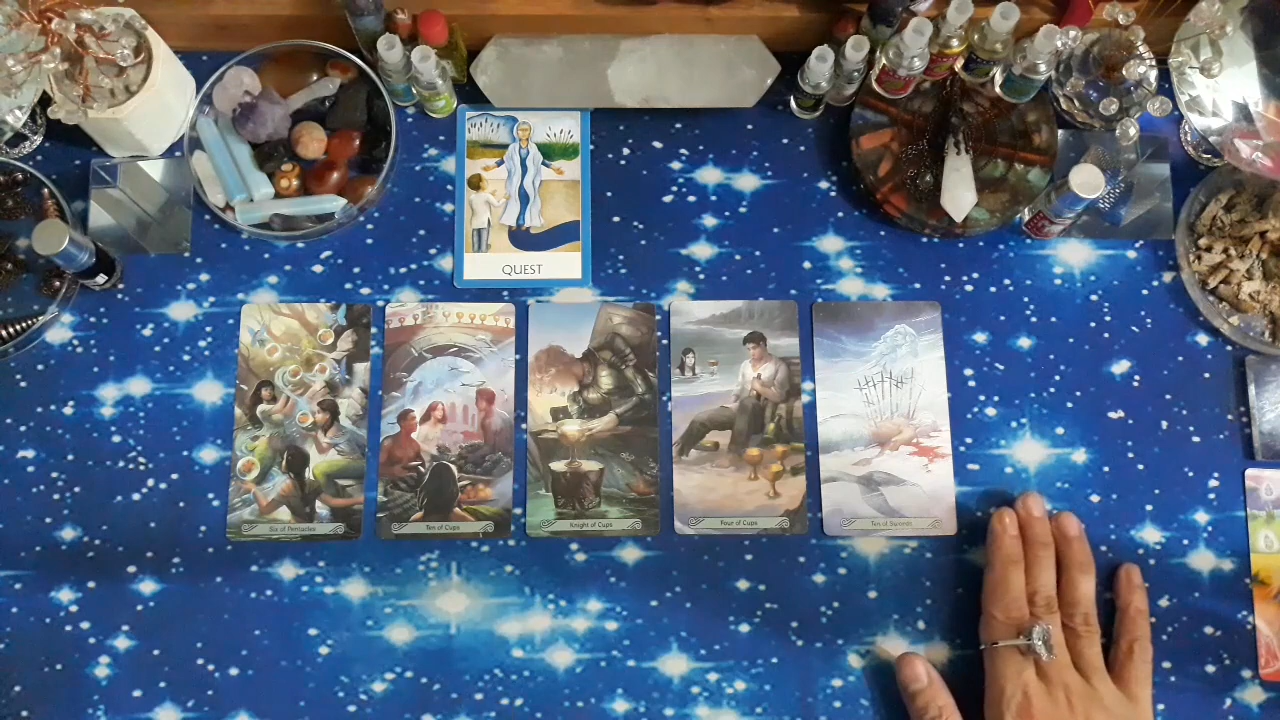 QUEST
Six of Pentacles
Ten of Cups
Knight of Cups
Four of Cups
Ten of Swords